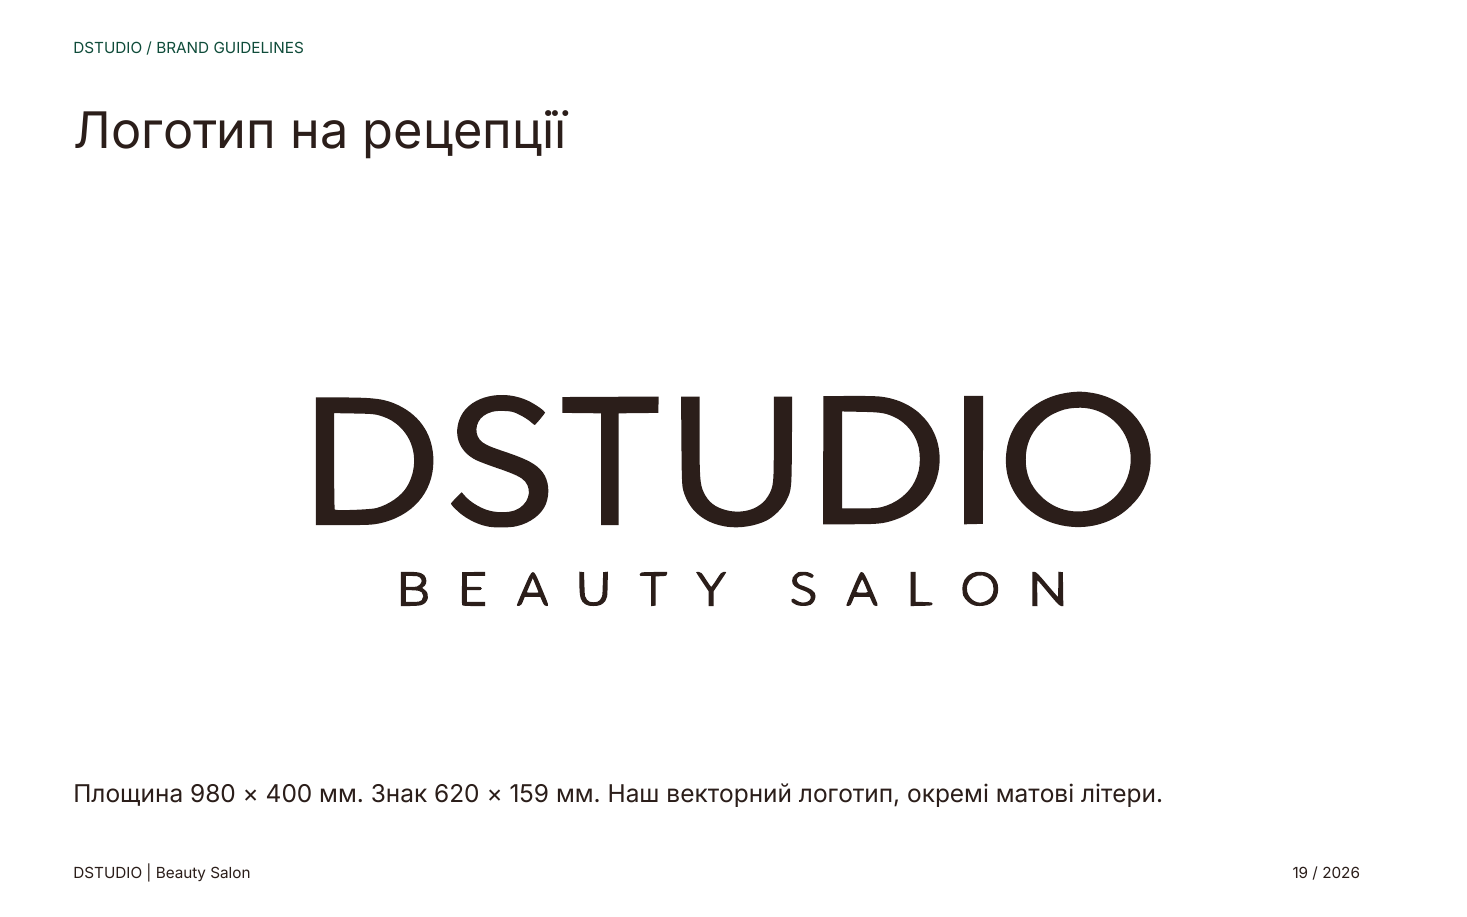 DSTUDIO / BRAND GUIDELINES
Логотип на рецепції
DSTUDIO
BEAUTY SALON
Площина 980 × 400 мм. Знак 620 × 159 мм. Наш векторний логотип, окремі матові літери.
DSTUDIO | Beauty Salon
19 / 2026